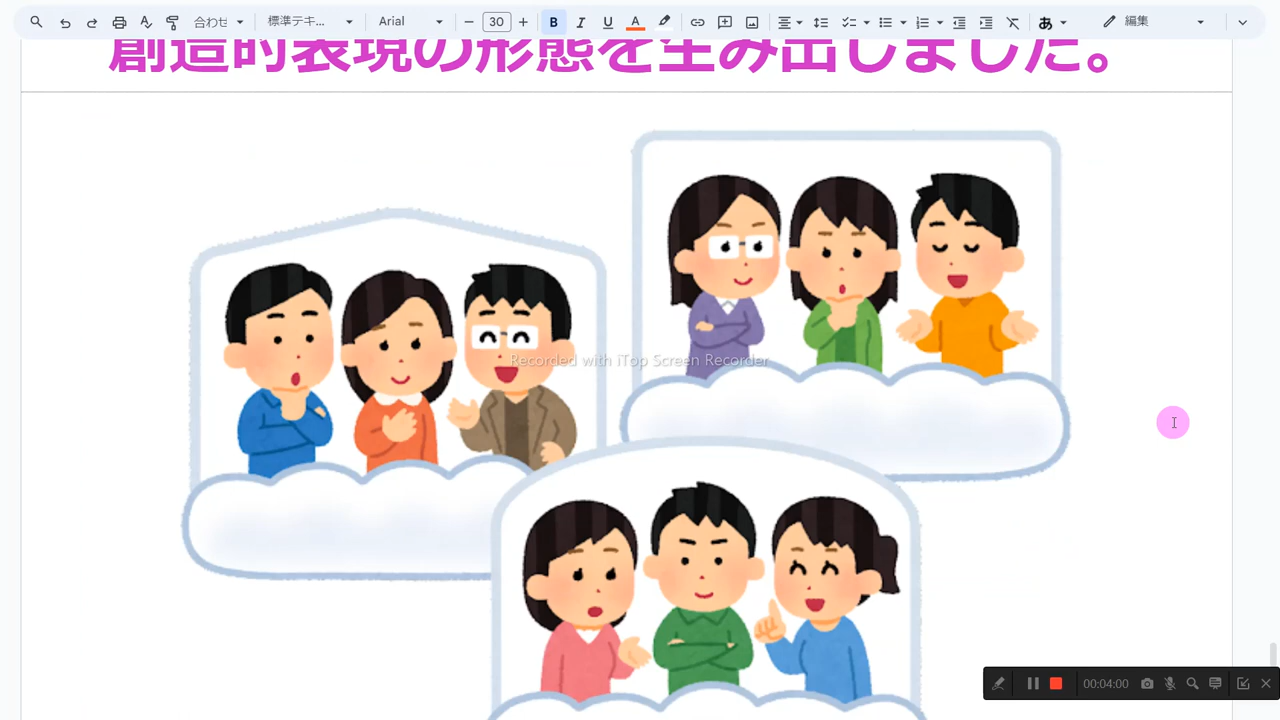 合わせ 標準テキ... Arial 30 B I U A あ 編集
創造的表現の形態を生み出しました。
Recorded with iTop Screen Recorder
00:04:00